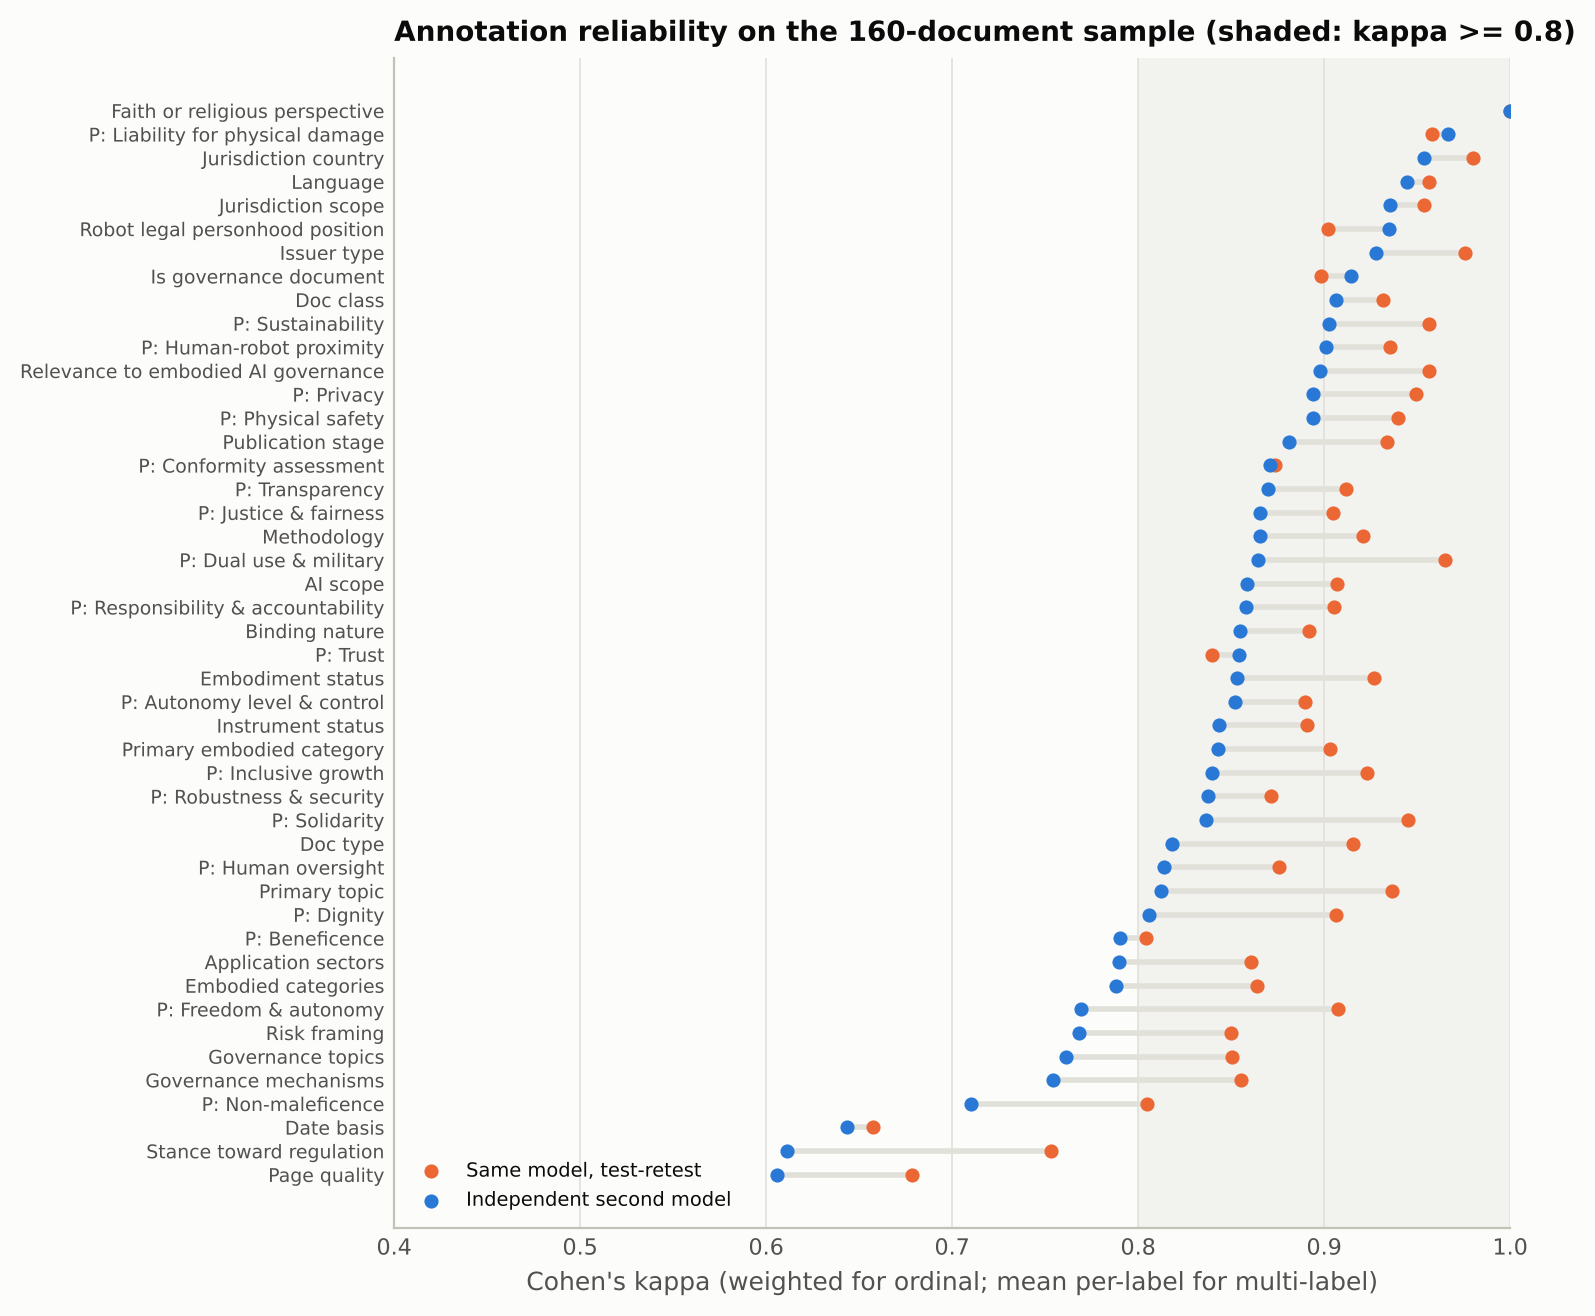 Annotation reliability on the 160-document sample (shaded: kappa >= 0.8)
Faith or religious perspective
P: Liability for physical damage
Jurisdiction country
Language
Jurisdiction scope
Robot legal personhood position
Issuer type
Is governance document
Doc class
P: Sustainability
P: Human-robot proximity
Relevance to embodied AI governance
P: Privacy
P: Physical safety
Publication stage
P: Conformity assessment
P: Transparency
P: Justice & fairness
Methodology
P: Dual use & military
AI scope
P: Responsibility & accountability
Binding nature
P: Trust
Embodiment status
P: Autonomy level & control
Instrument status
Primary embodied category
P: Inclusive growth
P: Robustness & security
P: Solidarity
Doc type
P: Human oversight
Primary topic
P: Dignity
P: Beneficence
Application sectors
Embodied categories
P: Freedom & autonomy
Risk framing
Governance topics
Governance mechanisms
P: Non-maleficence
Date basis
Stance toward regulation
Page quality
Same model, test-retest
Independent second model
0.4 0.5 0.6 0.7 0.8 0.9 1.0
Cohen's kappa (weighted for ordinal; mean per-label for multi-label)